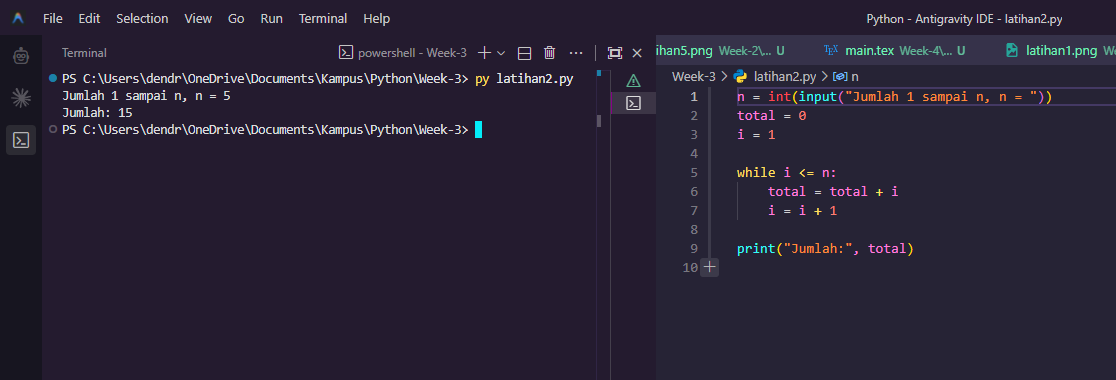 File Edit Selection View Go Run Terminal Help
Python - Antigravity IDE - latihan2.py
Terminal
powershell - Week-3
PS C:\Users\dendr\OneDrive\Documents\Kampus\Python\Week-3> py latihan2.py
Jumlah 1 sampai n, n = 5
Jumlah: 15
PS C:\Users\dendr\OneDrive\Documents\Kampus\Python\Week-3>
ihan5.png Week-2\... U main.tex Week-4\... U latihan1.png Week-
Week-3 > latihan2.py > n
1 n = int(input("Jumlah 1 sampai n, n = "))
2 total = 0
3 i = 1
4
5 while i <= n:
6 total = total + i
7 i = i + 1
8
9 print("Jumlah:", total)
10